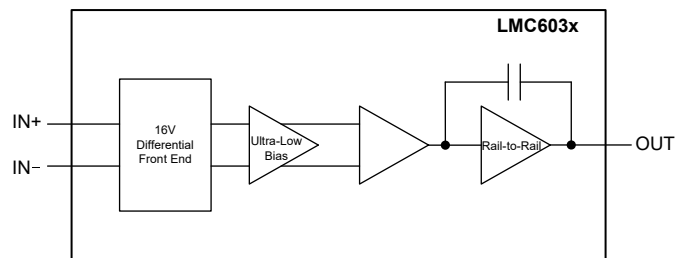 LMC603x
IN+
IN−
16V
Differential
Front End
Ultra-Low
Bias
Rail-to-Rail
OUT